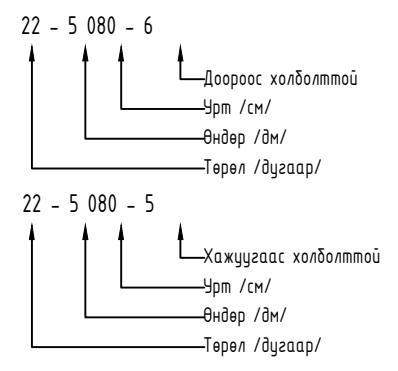 22 - 5 080 - 6
Доороос холболттой
Урт /см/
Өндөр /дм/
Төрөл /дугаар/
22 - 5 080 - 5
Хажуугаас холболттой
Урт /см/
Өндөр /дм/
Төрөл /дугаар/